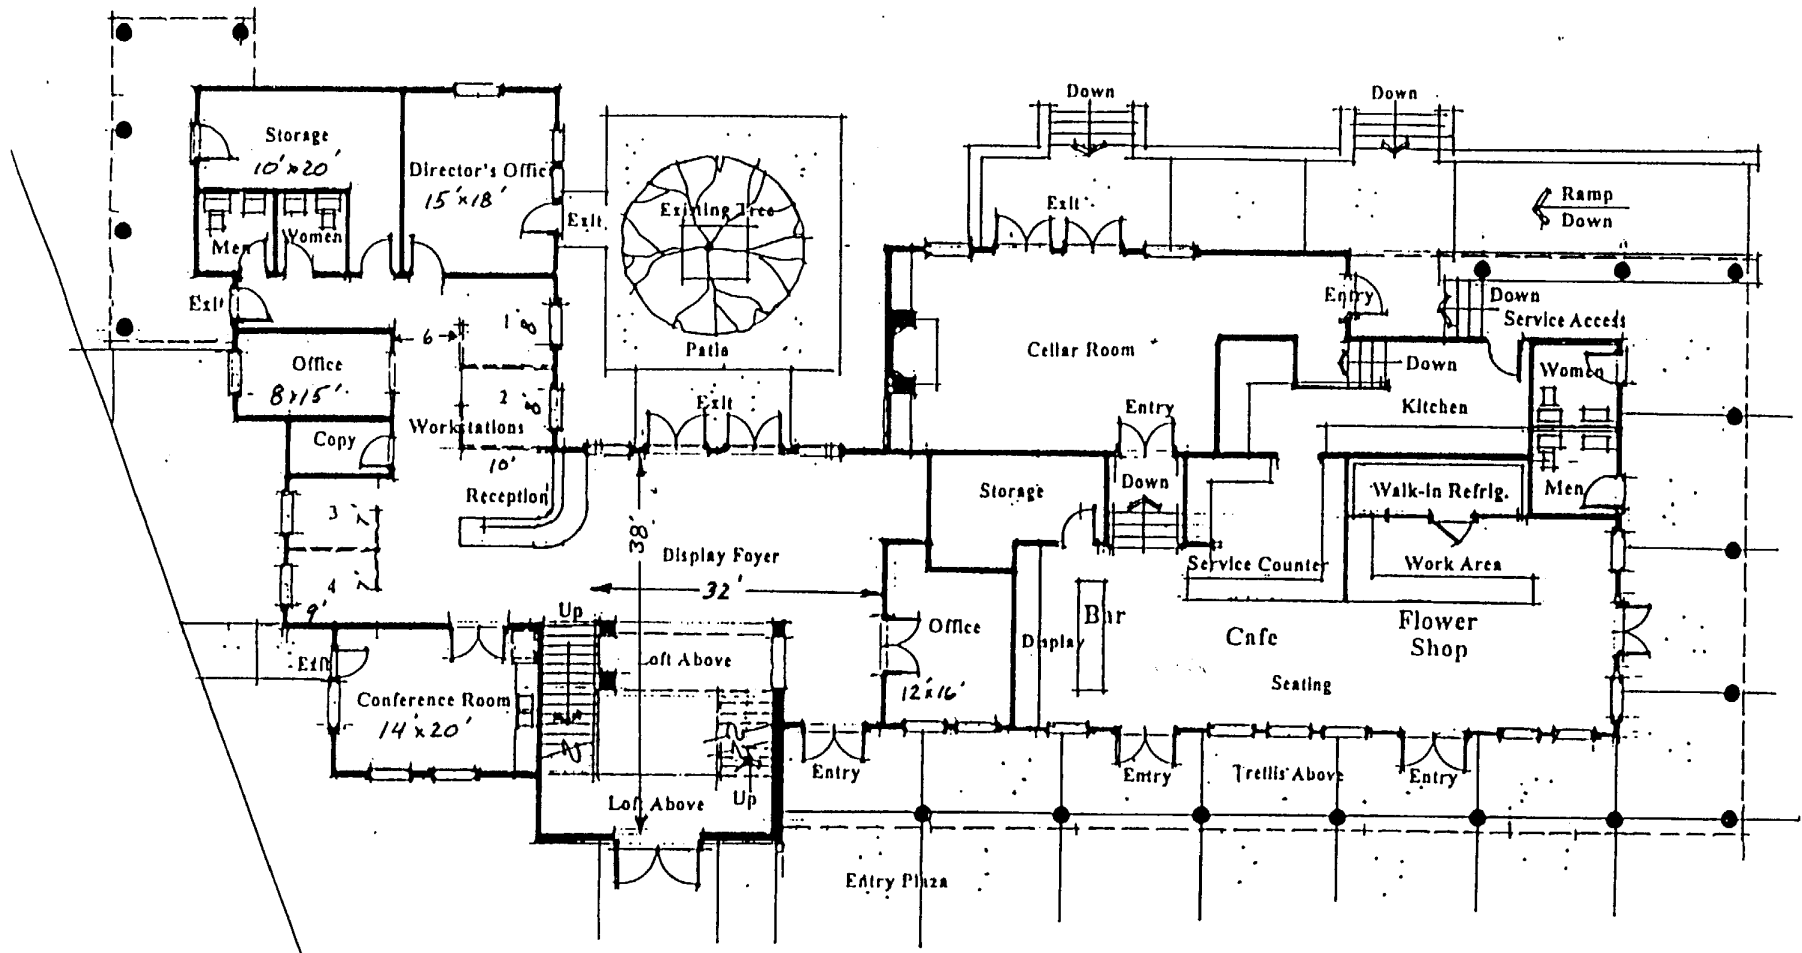 Down
Down
Storage
10'x20'
Director's Offic
15'x18'
Men
Women
Exit
Existing Tree
Patio
Exit
Exit
Ramp
Down
Exit
Office
8x15'
6
1
8'
2
8'
Workstations
10'
Copy
Reception
3
7'
4
7'
9'
Exit
Cellar Room
Entry
Entry
Down
Service Access
Down
Kitchen
Women
Men
Storage
Down
Walk-in Refrig.
Work Area
Service Counter
Display Foyer
38'
32'
Up
Loft Above
Office
12'x16'
Display
Bar
Cafe
Flower
Shop
Seating
Conference Room
14'x20'
Loft Above
Up
Entry
Entry
Trellis Above
Entry
Entry Plaza